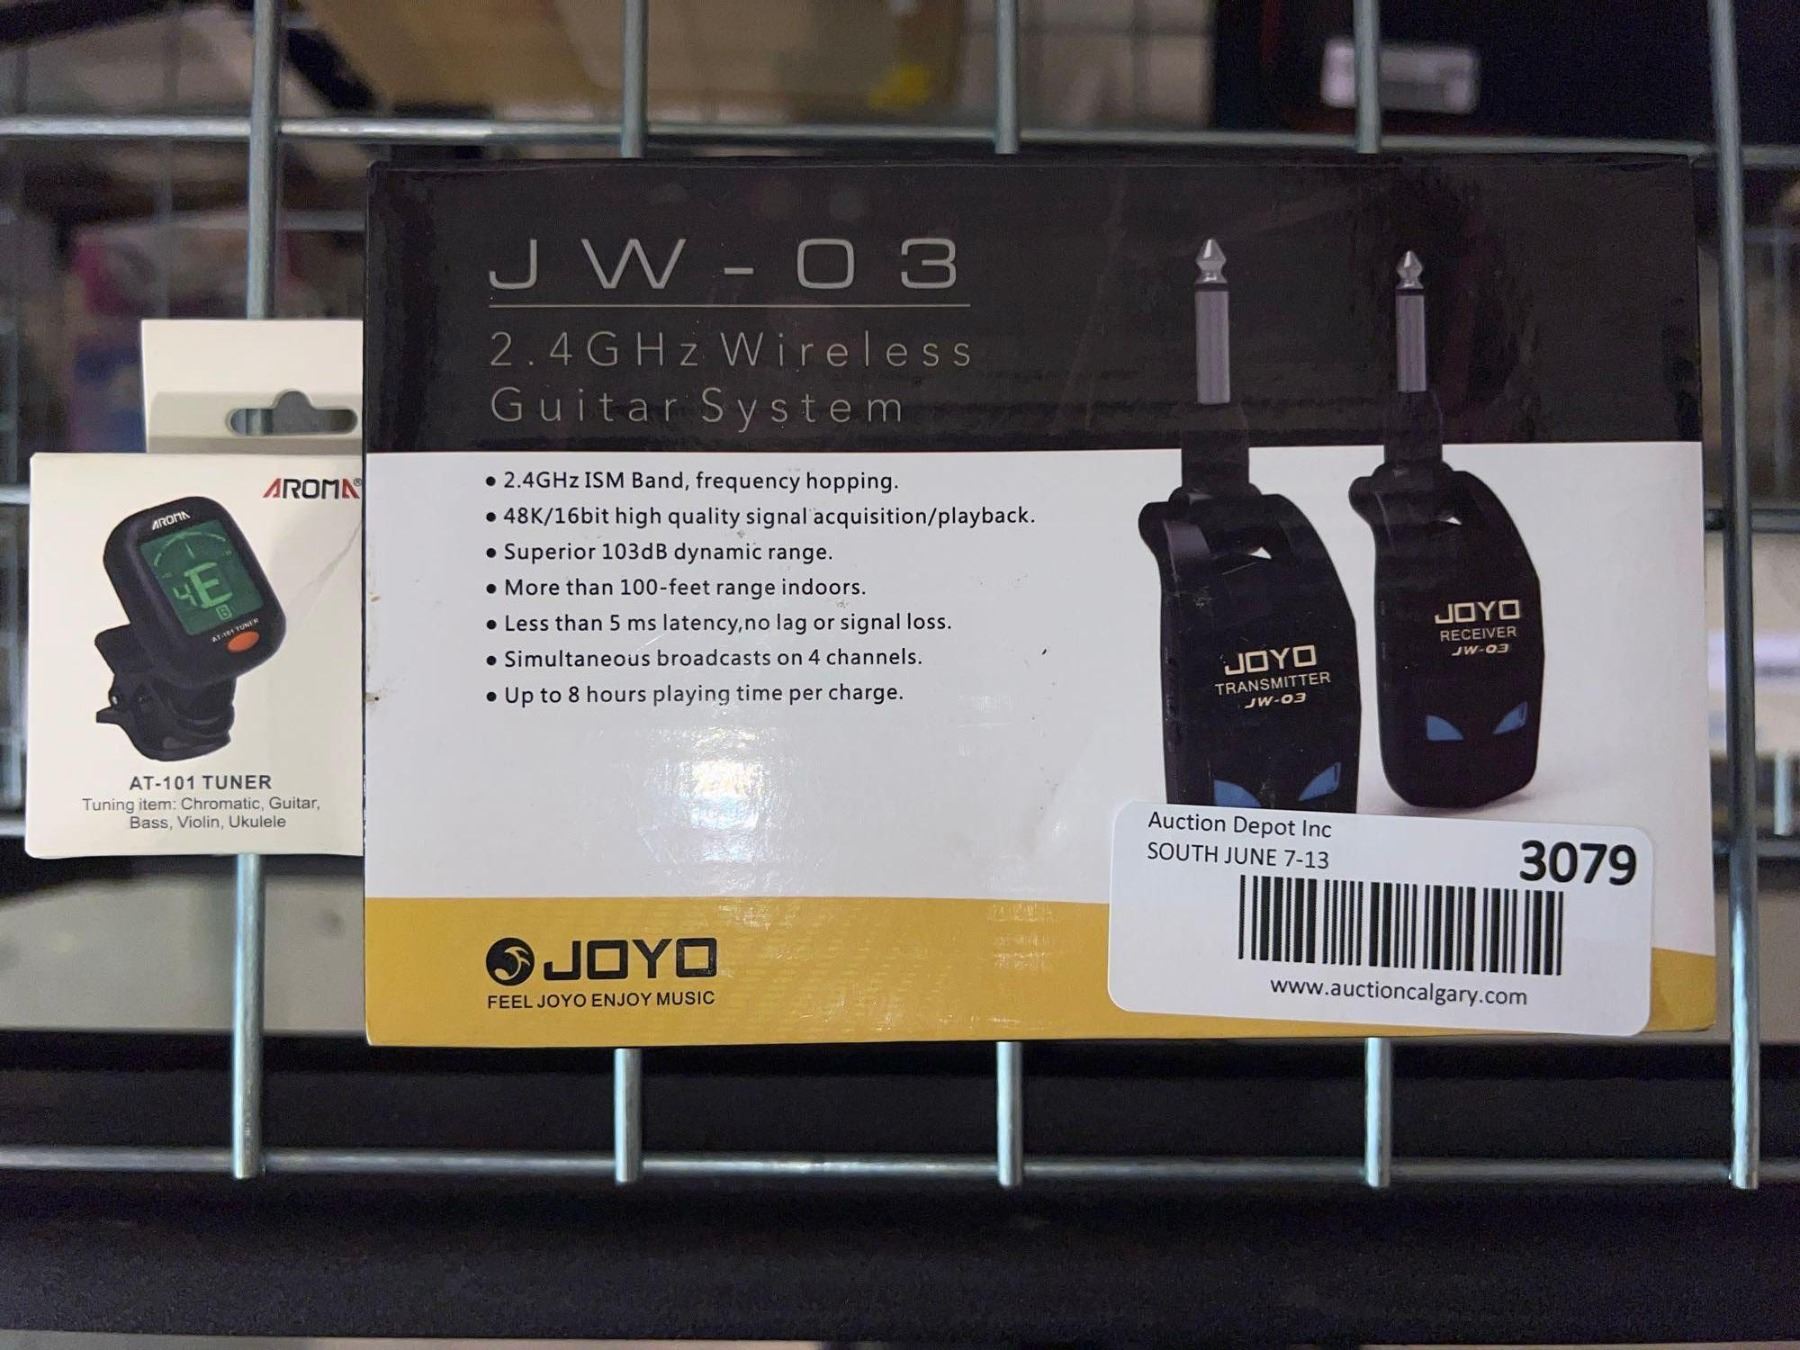 JW-03
2.4GHz Wireless
Guitar System
• 2.4GHz ISM Band, frequency hopping.
• 48K/16bit high quality signal acquisition/playback.
• Superior 103dB dynamic range.
• More than 100-feet range indoors.
• Less than 5 ms latency,no lag or signal loss.
• Simultaneous broadcasts on 4 channels.
• Up to 8 hours playing time per charge.
JOYO
FEEL JOYO ENJOY MUSIC
JOYO
TRANSMITTER
JW-03
JOYO
RECEIVER
JW-03
Auction Depot Inc
SOUTH JUNE 7-13
3079
www.auctioncalgary.com
AROMA®
AROMA
4E
B
AT-101 TUNER
AT-101 TUNER
Tuning item: Chromatic, Guitar,
Bass, Violin, Ukulele